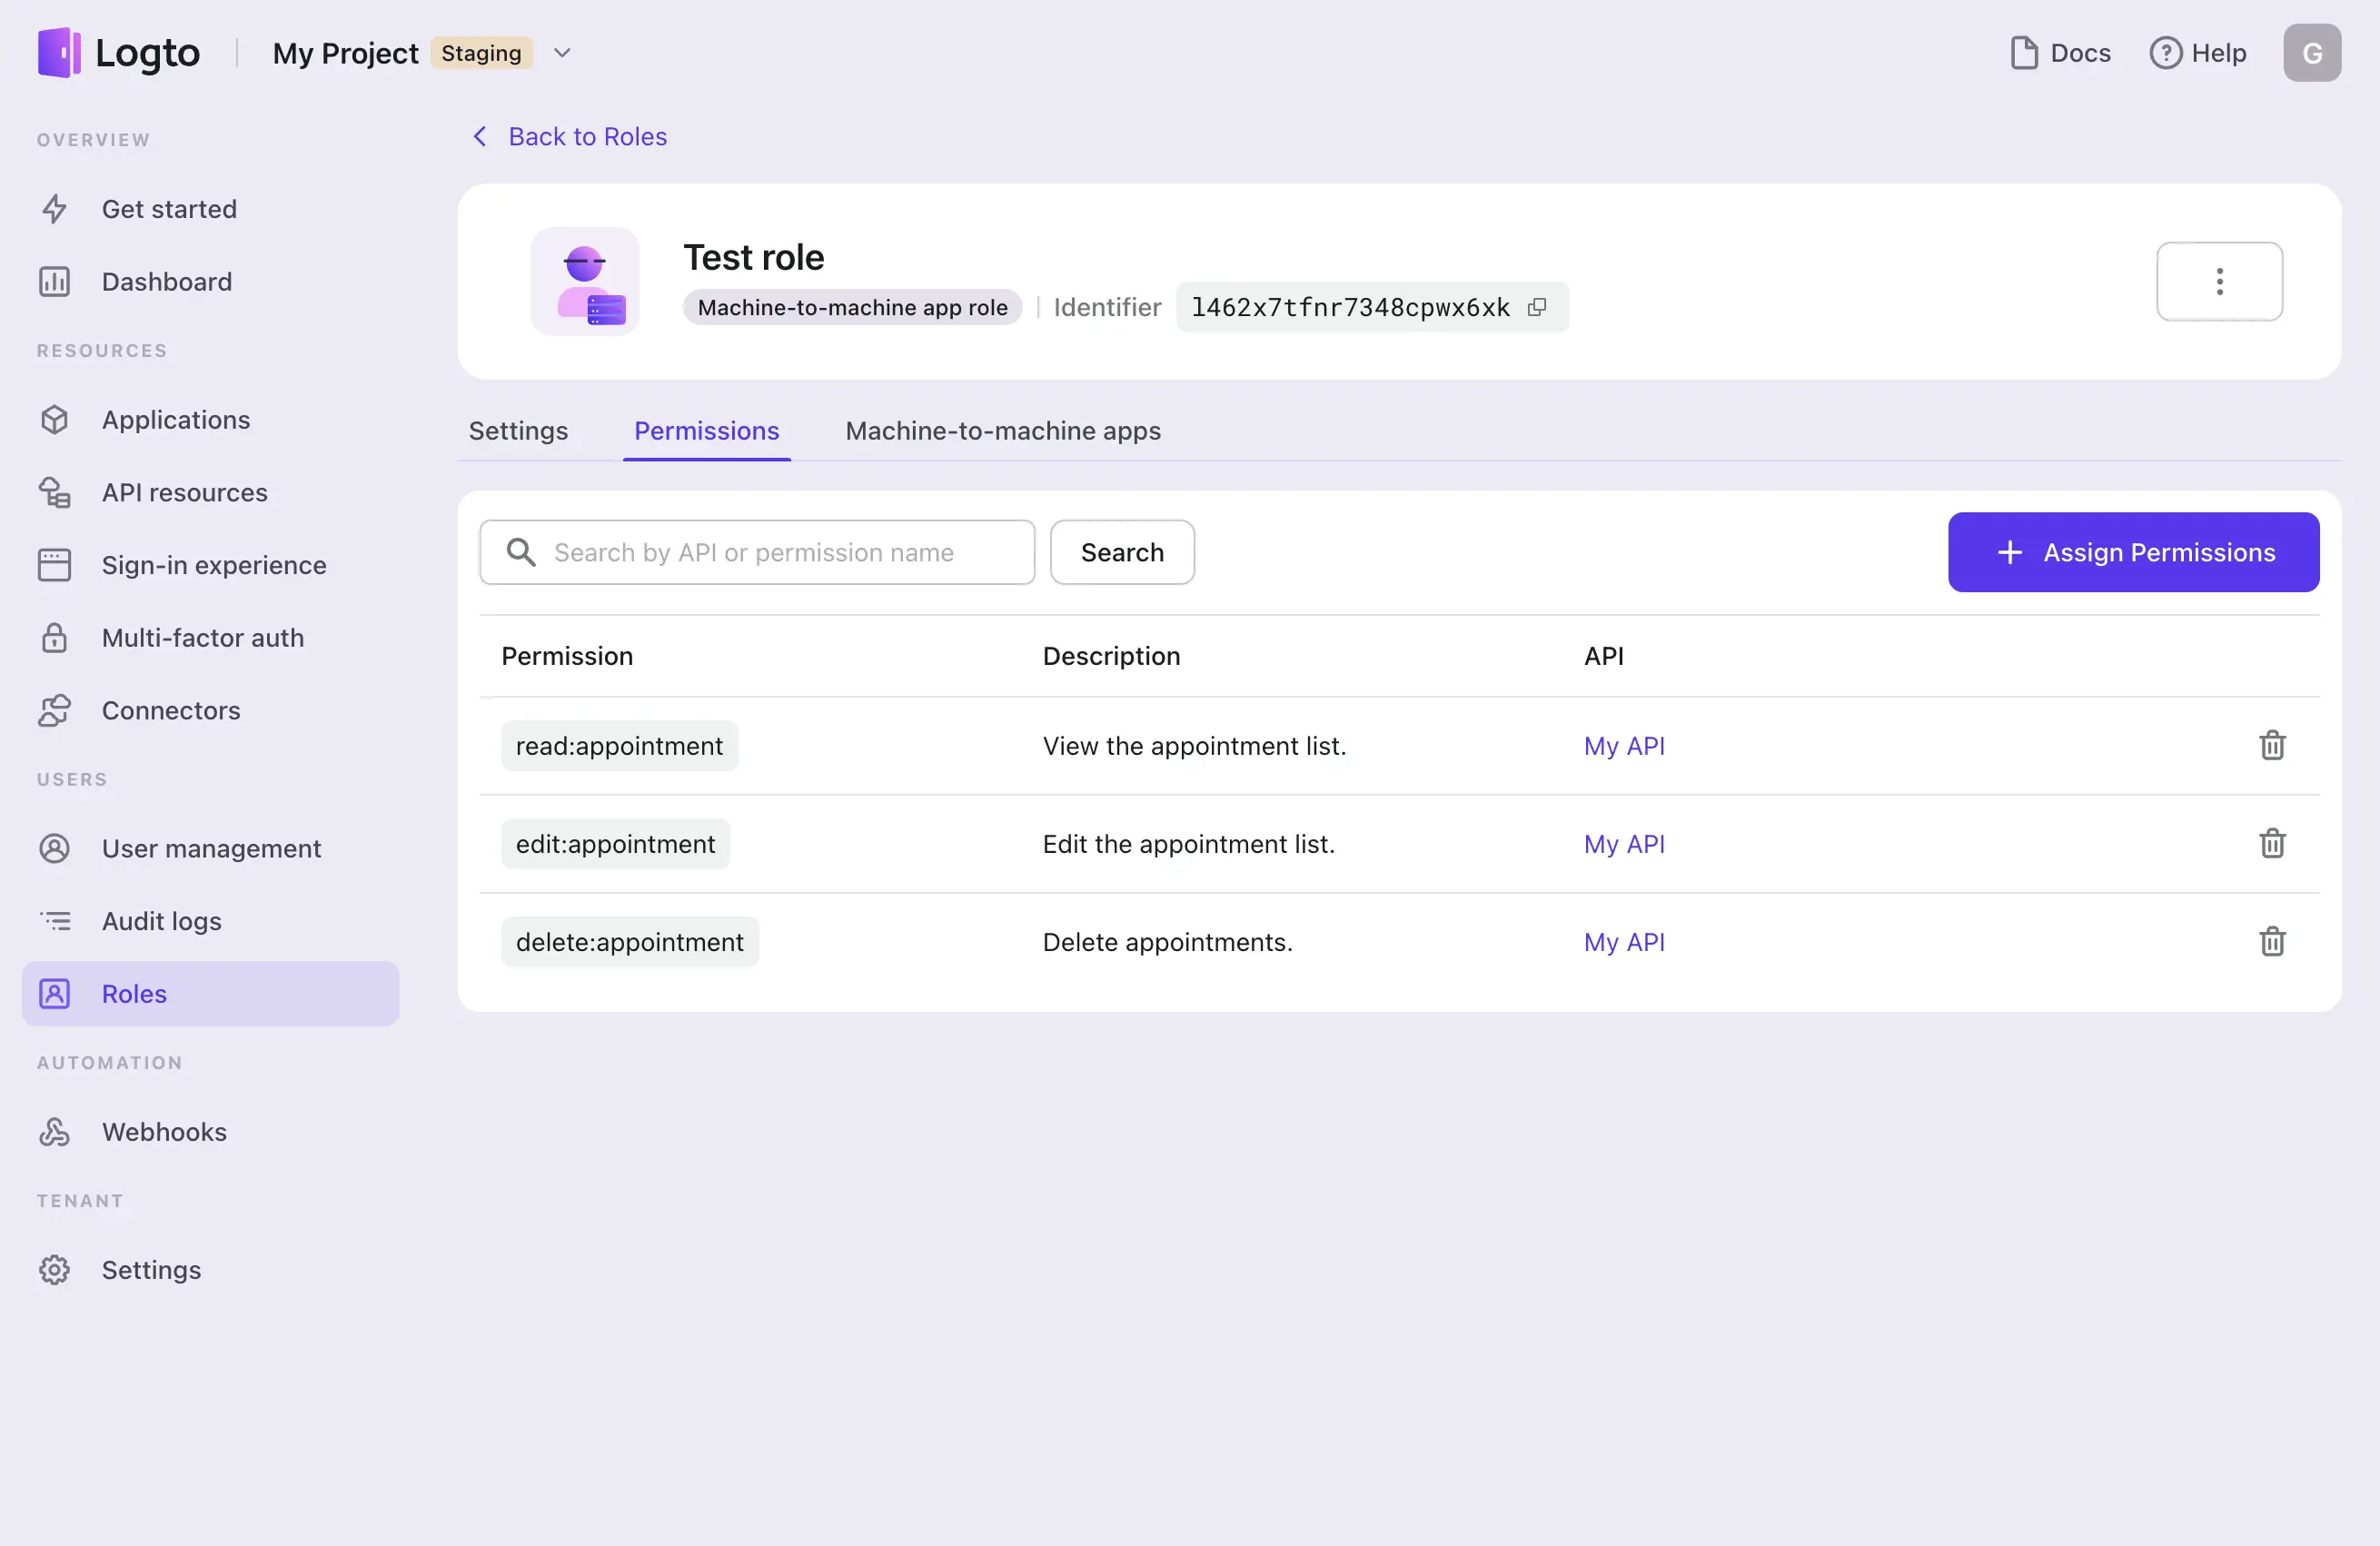 Logto
My Project Staging
Docs
Help
G
OVERVIEW
Get started
Dashboard
RESOURCES
Applications
API resources
Sign-in experience
Multi-factor auth
Connectors
USERS
User management
Audit logs
Roles
AUTOMATION
Webhooks
TENANT
Settings
Back to Roles
Test role
Machine-to-machine app role Identifier l462x7tfnr7348cpwx6xk
Settings Permissions Machine-to-machine apps
Search by API or permission name Search + Assign Permissions
Permission Description API
read:appointment View the appointment list. My API
edit:appointment Edit the appointment list. My API
delete:appointment Delete appointments. My API